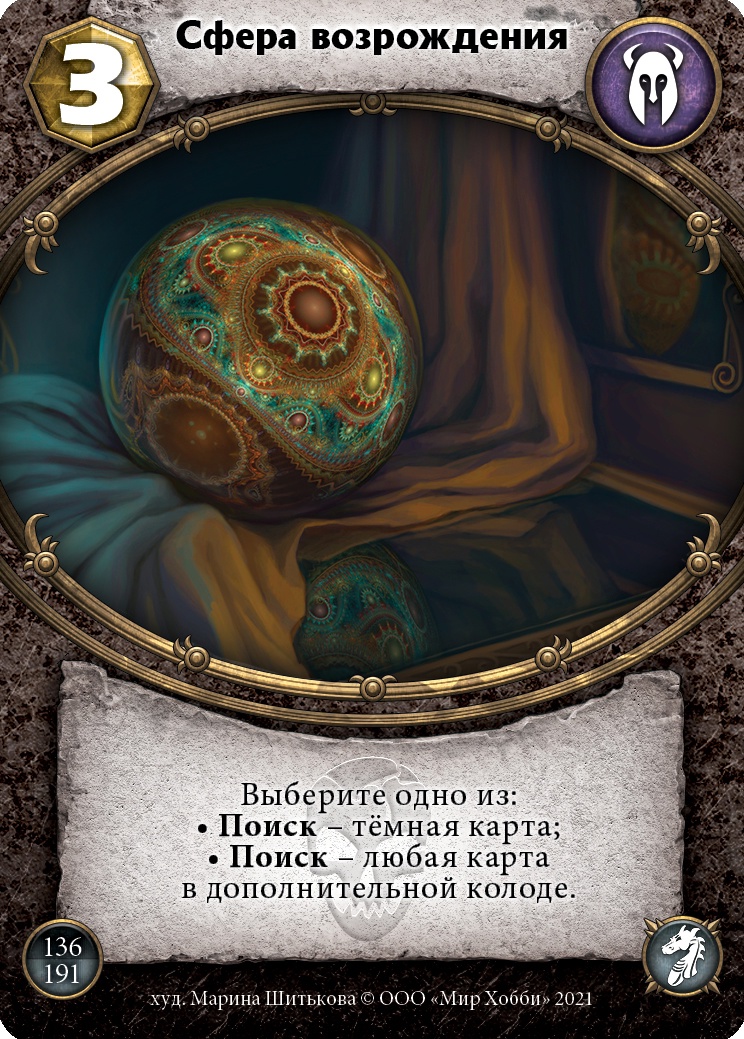 3
Сфера возрождения
Выберите одно из:
• Поиск – тёмная карта;
• Поиск – любая карта
в дополнительной колоде.
136
191
худ. Марина Шитькова © ООО «Мир Хобби» 2021